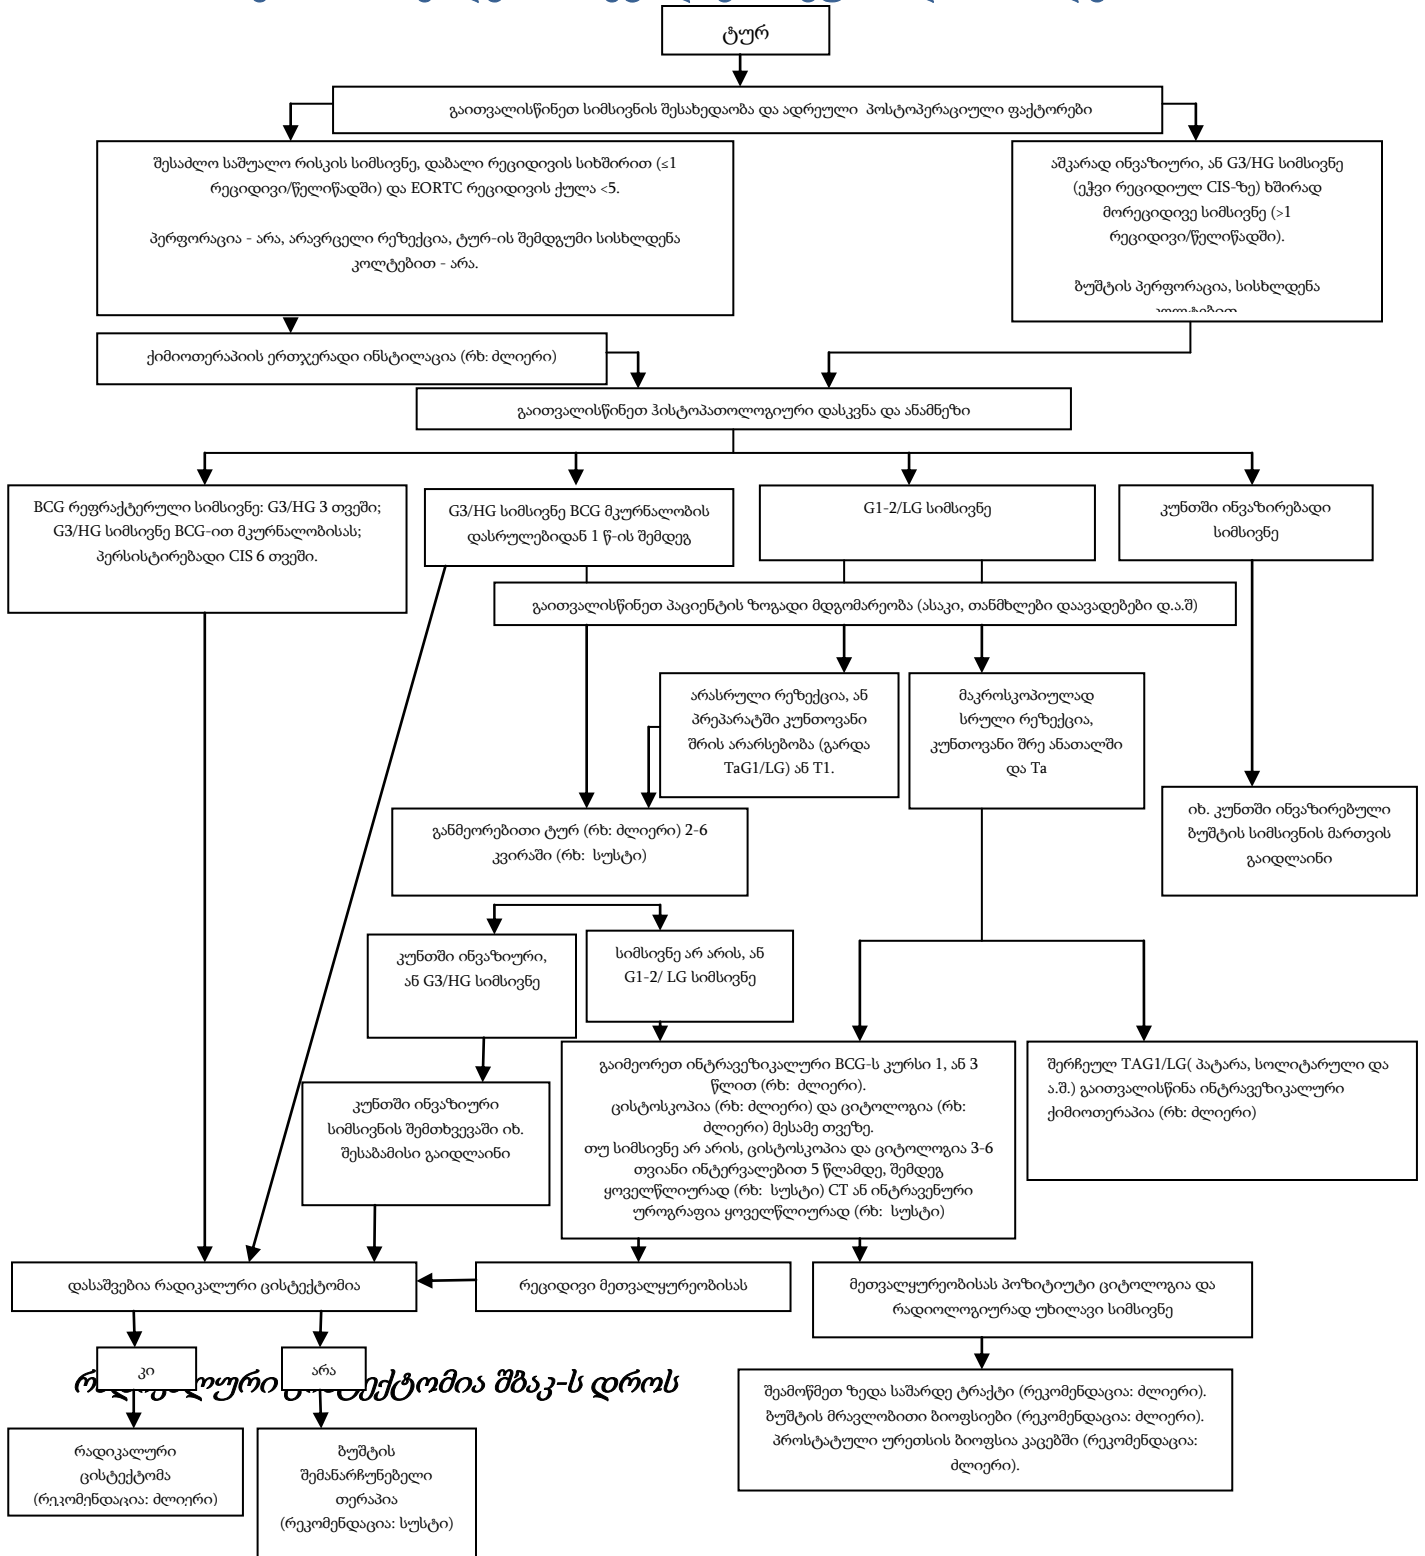 ტურ
გაითვალისწინეთ სიმსივნის შესახედაობა და ადრეული პოსტოპერაციული ფაქტორები
შესაძლო საშუალო რისკის სიმსივნე, დაბალი რეციდივის სიხშირით (≤1
რეციდივი/წელიწადში) და EORTC რეციდივის ქულა <5.
პერფორაცია - არა, არავრცელი რეზექცია, ტურ-ის შემდგუმი სისხლდენა
კოლტებით - არა.
აშკარად ინვაზიური, ან G3/HG სიმსივნე
(ეჭვი რეციდიულ CIS-ზე) ხშირად
მორეციდივე სიმსივნე (>1
რეციდივი/წელიწადში).
ბუშტის პერფორაცია, სისხლდენა
კოლტებით
ქიმიოთერაპიის ერთჯერადი ინსტილაცია (რხ: ძლიერი)
გაითვალისწინეთ ჰისტოპათოლოგიური დასკვნა და ანამნეზი
BCG რეფრაქტერული სიმსივნე: G3/HG 3 თვეში;
G3/HG სიმსივნე BCG-ით მკურნალობისას;
პერსისტირებადი CIS 6 თვეში.
G3/HG სიმსივნე BCG მკურნალობის
დასრულებიდან 1 წ-ის შემდეგ
G1-2/LG სიმსივნე
კუნთში ინვაზირებადი
სიმსივნე
გაითვალისწინეთ პაციენტის ზოგადი მდგომარეობა (ასაკი, თანმხლები დაავადებები დ.ა.შ)
არასრული რეზექცია, ან
პრეპარატში კუნთოვანი
შრის არარსებობა (გარდა
TaG1/LG) ან T1.
მაკროსკოპიულად
სრული რეზექცია,
კუნთოვანი შრე ანათალში
და Ta
იხ. კუნთში ინვაზირებული
ბუშტის სიმსივნის მართვის
გაიდლაინი
განმეორებითი ტურ (რხ: ძლიერი) 2-6
კვირაში (რხ: სუსტი)
კუნთში ინვაზიური,
ან G3/HG სიმსივნე
სიმსივნე არ არის, ან
G1-2/ LG სიმსივნე
კუნთში ინვაზიური
სიმსივნის შემთხვევაში იხ.
შესაბამისი გაიდლაინი
გაიმეორეთ ინტრავეზიკალური BCG-ს კურსი 1, ან 3
წლით (რხ: ძლიერი).
ცისტოსკოპია (რხ: ძლიერი) და ციტოლოგია (რხ:
ძლიერი) მესამე თვეზე.
თუ სიმსივნე არ არის, ცისტოსკოპია და ციტოლოგია 3-6
თვიანი ინტერვალებით 5 წლამდე, შემდეგ
ყოველწლიურად (რხ: სუსტი) CT ან ინტრავენური
უროგრაფია ყოველწლიურად (რხ: სუსტი)
შერჩეულ TAG1/LG( პატარა, სოლიტარული და
ა.შ.) გაითვალისწინა ინტრავეზიკალური
ქიმიოთერაპია (რხ: ძლიერი)
დასაშვებია რადიკალური ცისტექტომია
რეციდივი მეთვალყურეობისას
მეთვალყურეობისას პოზიტიუტი ციტოლოგია და
რადიოლოგიურად უხილავი სიმსივნე
კი
არა
შბაკ-ს დროს
რადიკალური
ცისტექტომა
(რეკომენდაცია: ძლიერი)
ბუშტის
შემანარჩუნებელი
თერაპია
(რეკომენდაცია: სუსტი)
შეამოწმეთ ზედა საშარდე ტრაქტი (რეკომენდაცია: ძლიერი).
ბუშტის მრავლობითი ბიოფსიები (რეკომენდაცია: ძლიერი).
პროსტატული ურეთსის ბიოფსია კაცებში (რეკომენდაცია:
ძლიერი).